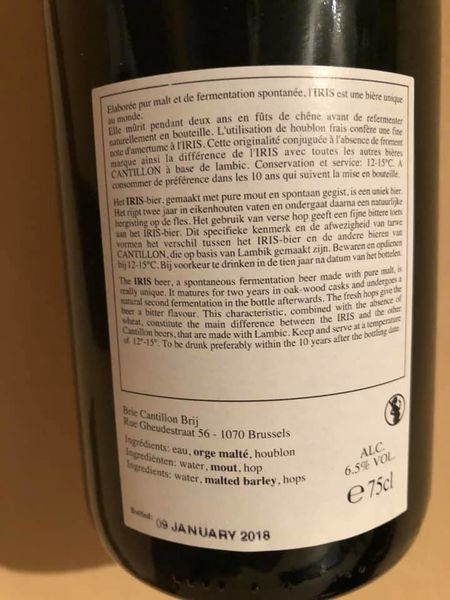 Elaborée pur malt et de fermentation spontanée, l'IRIS est une bière unique
au monde.
Elle mûrit pendant deux ans en fûts de chêne avant de refermenter
naturellement en bouteille. L'utilisation de houblon frais confère une fine
note d'amertume à l'IRIS. Cette originalité conjuguée à l'absence de froment
marque ainsi la différence de l'IRIS avec toutes les autres bières
CANTILLON à base de lambic. Conservation et service: 12-15°C. A
consommer de préférence dans les 10 ans qui suivent la mise en bouteille.
Het IRIS-bier, gemaakt met pure mout en spontaan gegist, is een uniek bier.
Het rijpt twee jaar in eikenhouten vaten en ondergaat daarna een natuurlijke
hergisting op de fles. Het gebruik van verse hop geeft een fijne bittere toets
aan het IRIS-bier. Dit specifieke kenmerk en de afwezigheid van tarwe
vormen het verschil tussen het IRIS-bier en de andere bieren van
CANTILLON, die op basis van Lambik gemaakt zijn. Bewaren en opdienen
bij 12-15°C. Bij voorkeur te drinken in de tien jaar na datum van het bottelen.
The IRIS beer, a spontaneous fermentation beer made with pure malt, is
really unique. It matures for two years in oak-wood casks and undergoes a
natural second fermentation in the bottle afterwards. The fresh hops give the
beer a bitter flavour. This characteristic, combined with the absence of
wheat, constitute the main difference between the IRIS and the other
Cantillon beers, that are made with Lambic. Keep and serve at a temperature
of 12°-15°. To be drunk preferably within the 10 years after the bottling date.
Brie Cantillon Brij
Rue Gheudestraat 56 - 1070 Brussels
Ingrédients: eau, orge malté, houblon
Ingrediënten: water, mout, hop
Ingredients: water, malted barley, hops
ALC.
6.5% VOL.
℮ 75cl
Bottled: 09 JANUARY 2018